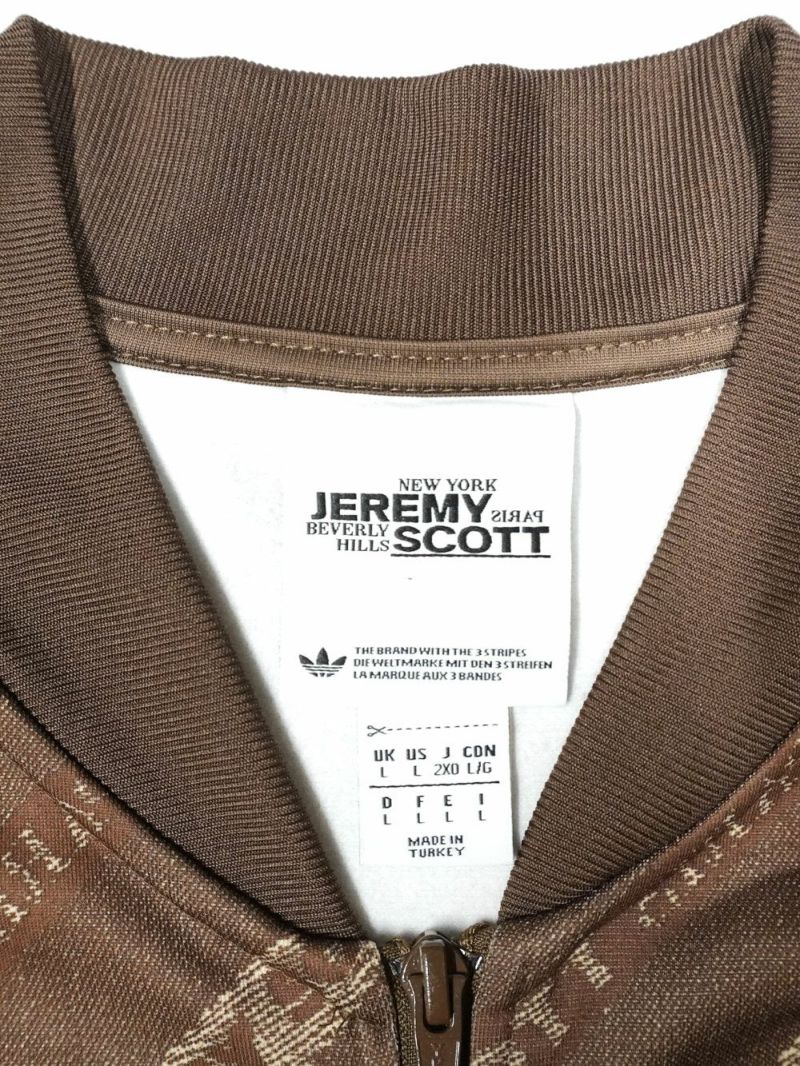 NEW YORK
JEREMY PARIS
BEVERLY
HILLS SCOTT
THE BRAND WITH THE 3 STRIPES
DIE WELTMARKE MIT DEN 3 STREIFEN
LA MARQUE AUX 3 BANDES
UK US J CDN
L L 2XO L/G
D F E I
L L L L
MADE IN
TURKEY